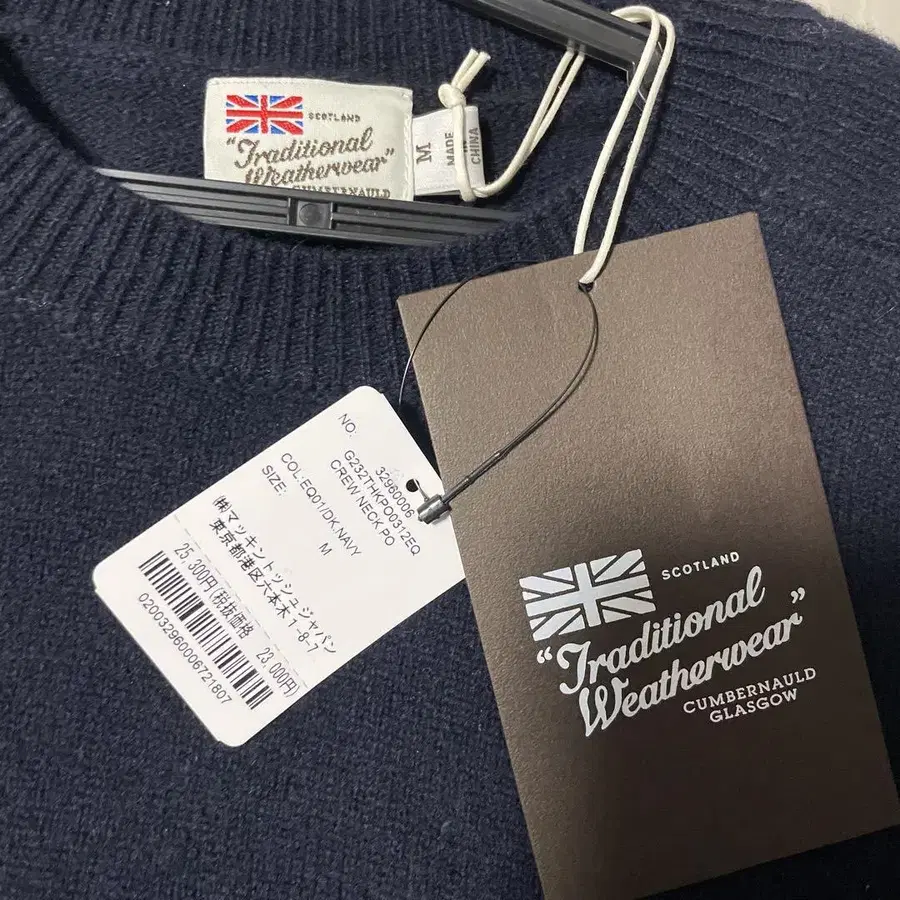 SCOTLAND
"Traditional
Weatherwear"
CUMBERNAULD
M
MADE
IN
CHINA
NO.
32960006
G232THKPO0312EQ
CREW NECK PO
COL:EQ01/DK.NAVY
SIZE: M
(株)マッキントッシュジャパン
東京都港区六本木1-8-7
25,300円(税抜価格 23,000円)
0200329600067218​07
SCOTLAND
"Traditional
Weatherwear"
CUMBERNAULD
GLASGOW